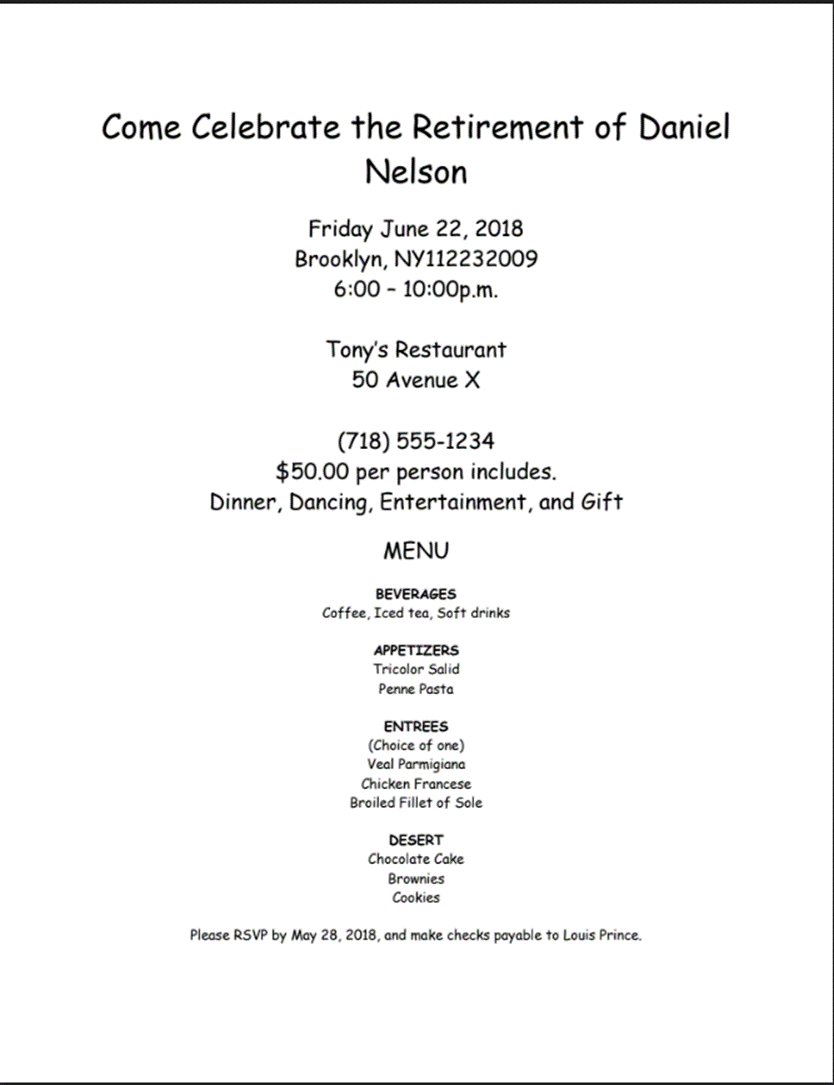 Come Celebrate the Retirement of Daniel
Nelson
Friday June 22, 2018
Brooklyn, NY112232009
6:00 – 10:00p.m.
Tony's Restaurant
50 Avenue X
(718) 555-1234
$50.00 per person includes.
Dinner, Dancing, Entertainment, and Gift
MENU
BEVERAGES
Coffee, Iced tea, Soft drinks
APPETIZERS
Tricolor Salid
Penne Pasta
ENTREES
(Choice of one)
Veal Parmigiana
Chicken Francese
Broiled Fillet of Sole
DESERT
Chocolate Cake
Brownies
Cookies
Please RSVP by May 28, 2018, and make checks payable to Louis Prince.